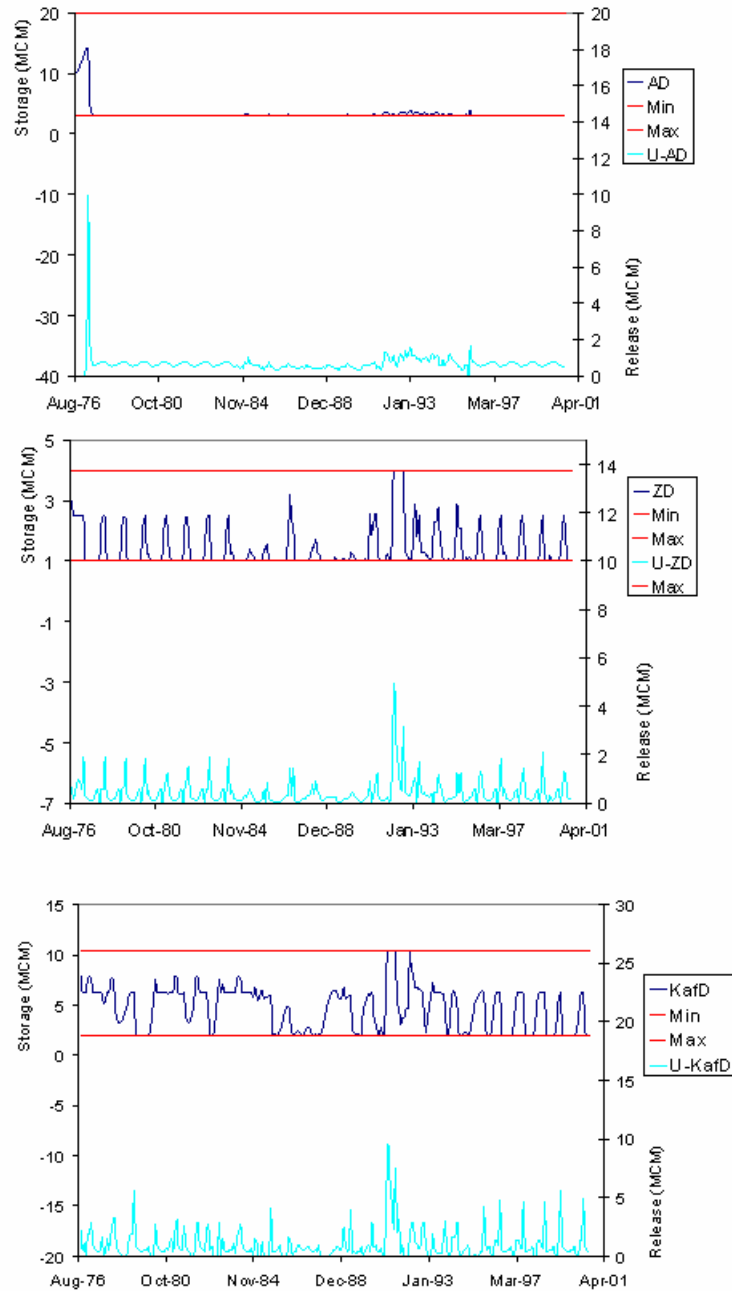 Storage (MCM)
20
10
0
-10
-20
-30
-40
20
18
16
14
12
10
8
6
4
2
0
Release (MCM)
Aug-76 Oct-80 Nov-84 Dec-88 Jan-93 Mar-97 Apr-01
AD
Min
Max
U-AD
Storage (MCM)
5
3
1
-1
-3
-5
-7
14
12
10
8
6
4
2
0
Release (MCM)
Aug-76 Oct-80 Nov-84 Dec-88 Jan-93 Mar-97 Apr-01
ZD
Min
Max
U-ZD
Max
Storage (MCM)
15
10
5
0
-5
-10
-15
-20
30
25
20
15
10
5
0
Release (MCM)
Aug-76 Oct-80 Nov-84 Dec-88 Jan-93 Mar-97 Apr-01
KafD
Min
Max
U-KafD